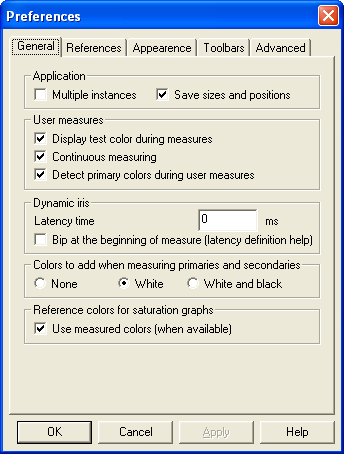 Preferences
General References Appearance Toolbars Advanced
Application
Multiple instances Save sizes and positions
User measures
Display test color during measures
Continuous measuring
Detect primary colors during user measures
Dynamic iris
Latency time 0 ms
Bip at the beginning of measure (latency definition help)
Colors to add when measuring primaries and secondaries
None White White and black
Reference colors for saturation graphs
Use measured colors (when available)
OK Cancel Apply Help